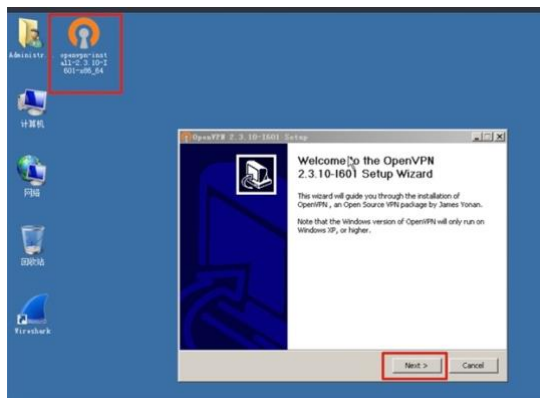 Administr...
openvpn-inst
all-2.3.10-I
601-x86_64
计算机
网络
回收站
Wireshark
OpenVPN 2.3.10-I601 Setup
Welcome to the OpenVPN
2.3.10-I601 Setup Wizard
This wizard will guide you through the installation of
OpenVPN , an Open Source VPN package by James Yonan.
Note that the Windows version of OpenVPN will only run on
Windows XP, or higher.
Next >
Cancel